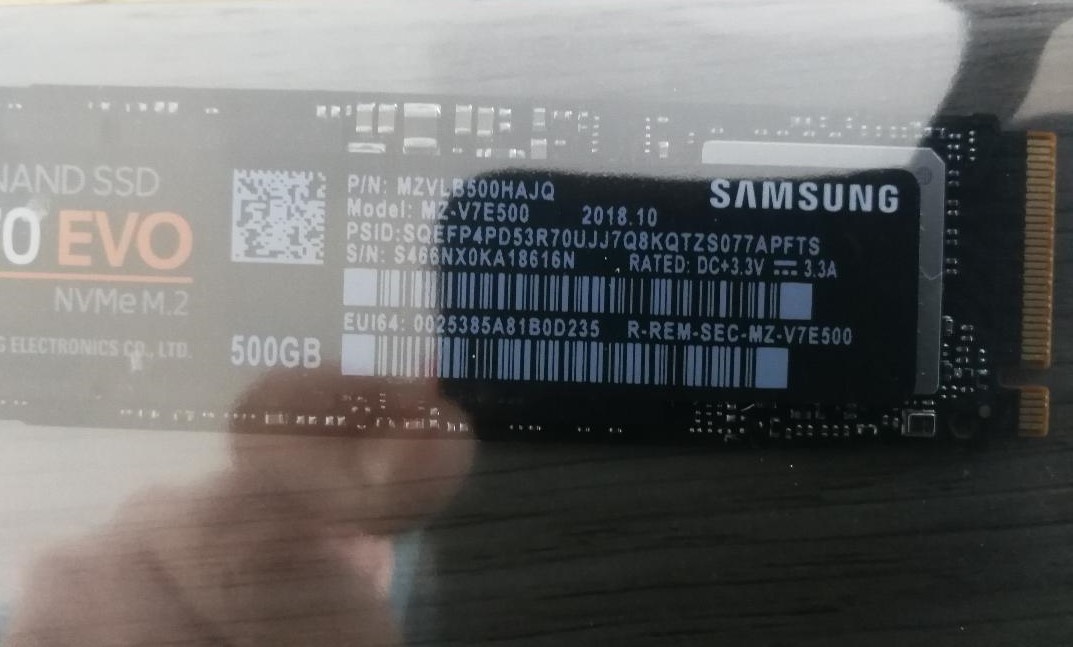 NAND SSD
0 EVO
NVMe M.2
G ELECTRONICS CO., LTD.
500GB
P/N: MZVLB500HAJQ
Model: MZ-V7E500 2018.10
PSID:SQEFP4PD53R70UJJ7Q8KQTZS077APFTS
S/N: S466NX0KA18616N RATED: DC+3.3V ⎓ 3.3A
EUI64: 0025385A81B0D235 R-REM-SEC-MZ-V7E500
SAMSUNG